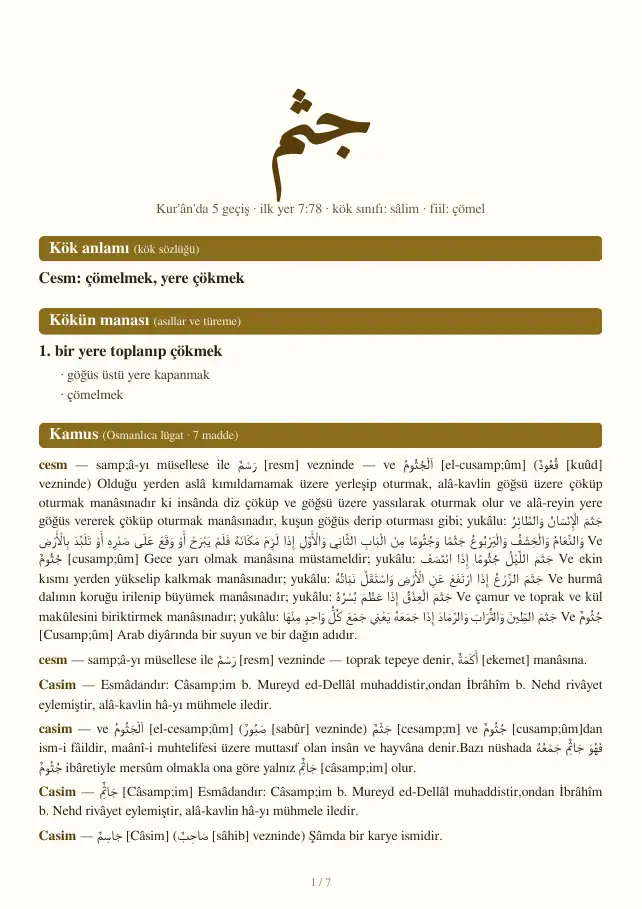 جثم
Kur'ân'da 5 geçiş · ilk yer 7:78 · kök sınıfı: sâlim · fiil: çömel
Kök anlamı (kök sözlüğü)
Cesm: çömelmek, yere çökmek
Kökün manası (asıllar ve türeme)
1. bir yere toplanıp çökmek
· göğüs üstü yere kapanmak
· çömelmek
Kamus (Osmanlıca lügat · 7 madde)
cesm — samp;â-yı müsellese ile رَسْمٌ [resm] vezninde — ve اَلْجُثُومُ [el-cusamp;ûm] (قُعُودٌ [kuûd]
vezninde) Olduğu yerden aslâ kımıldamamak üzere yerleşip oturmak, alâ-kavlin göğsü üzere çöküp
oturmak manâsınadır ki insânda diz çöküp ve göğsü üzere yassılarak oturmak olur ve alâ-reyin yere
göğüs vererek çöküp oturmak manâsınadır, kuşun göğüs derip oturması gibi; yukâlu: جَثَمَ الْإِنْسَانُ وَالطَّائِرُ
وَالنَّعَامُ وَالْخَشْفُ وَالْيَرْبُوعُ جَثْمًا وَجُثُومًا مِنَ الْبَابِ الثَّانِي وَالْأَوَّلِ إِذَا لَزِمَ مَكَانَهُ فَلَمْ يَبْرَحْ أَوْ وَقَعَ عَلَى صَدْرِهِ أَوْ تَلَبَّدَ بِالْأَرْضِ Ve
جُثُومٌ [cusamp;ûm] Gece yarı olmak manâsına müstameldir; yukâlu: جَثَمَ اللَّيْلُ جُثُومًا إِذَا انْتَصَفَ Ve ekin
kısmı yerden yükselip kalkmak manâsınadır; yukâlu: جَثَمَ الزَّرْعُ إِذَا ارْتَفَعَ عَنِ الْأَرْضِ وَاسْتَقَلَّ نَبَاتُهُ Ve hurmâ
dalının koruğu irilenip büyümek manâsınadır; yukâlu: جَثَمَ الْعِذْقُ إِذَا عَظُمَ بُسْرُهُ Ve çamur ve toprak ve kül
makûlesini biriktirmek manâsınadır; yukâlu: جَثَمَ الطِّينَ وَالتُّرَابَ وَالرَّمَادَ إِذَا جَمَعَهُ يَعْنِي جَمَعَ كُلَّ وَاحِدٍ مِنْهَا Ve جُثُومٌ
[Cusamp;ûm] Arab diyârında bir suyun ve bir dağın adıdır.
cesm — samp;â-yı müsellese ile رَسْمٌ [resm] vezninde — toprak tepeye denir, أَكَمَةٌ [ekemet] manâsına.
Casim — Esmâdandır: Câsamp;im b. Mureyd ed-Dellâl muhaddistir,ondan İbrâhîm b. Nehd rivâyet
eylemiştir, alâ-kavlin hâ-yı mühmele iledir.
casim — ve اَلْجَثُومُ [el-cesamp;ûm] (صَبُورٌ [sabûr] vezninde) جَثْمٌ [cesamp;m] ve جُثُومٌ [cusamp;ûm]dan
ism-i fâildir, maânî-i muhtelifesi üzere muttasıf olan insân ve hayvâna denir.Bazı nüshada فَهُوَ جَاثِمٌ جَمْعُهُ
جُثُومٌ ibâretiyle mersûm olmakla ona göre yalnız جَاثِمٌ [câsamp;im] olur.
Casim — جَاثِمٌ [Câsamp;im] Esmâdandır: Câsamp;im b. Mureyd ed-Dellâl muhaddistir,ondan İbrâhîm
b. Nehd rivâyet eylemiştir, alâ-kavlin hâ-yı mühmele iledir.
Casim — جَاسِمٌ [Câsim] (صَاحِبٌ [sâhib] vezninde) Şâmda bir karye ismidir.
1 / 7